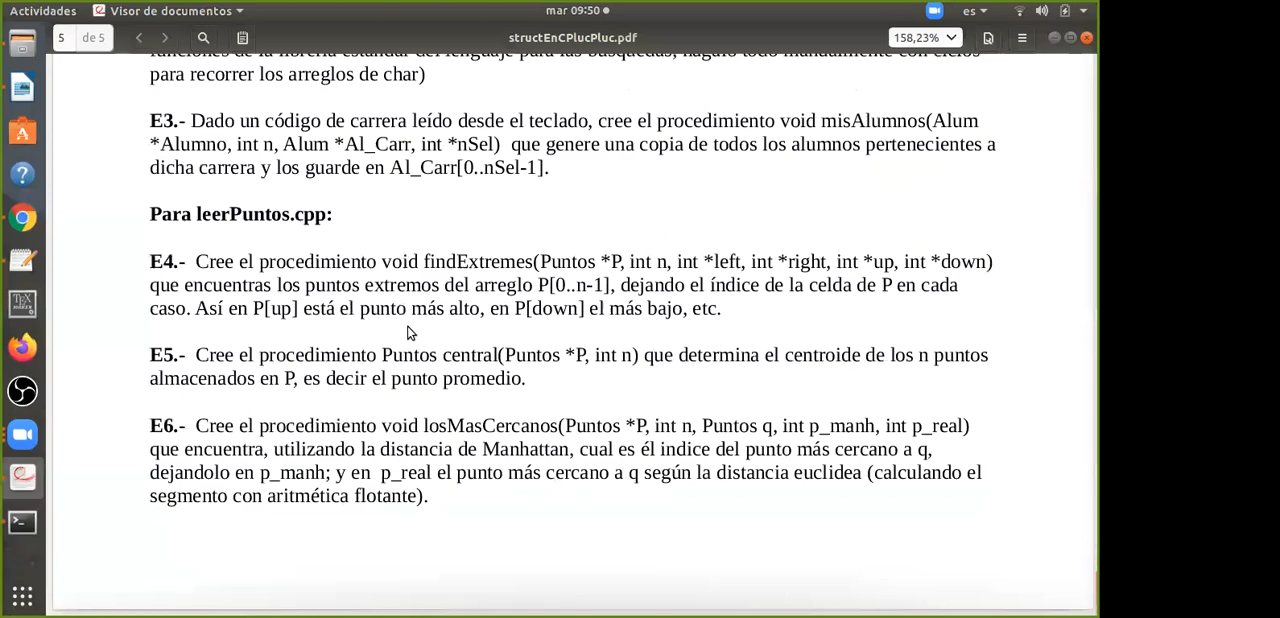 Actividades Visor de documentos mar 09:50 es
5 de 5 structEnCPlucPluc.pdf 158,23%
para recorrer los arreglos de char)
E3.- Dado un código de carrera leído desde el teclado, cree el procedimiento void misAlumnos(Alum
*Alumno, int n, Alum *Al_Carr, int *nSel) que genere una copia de todos los alumnos pertenecientes a
dicha carrera y los guarde en Al_Carr[0..nSel-1].
Para leerPuntos.cpp:
E4.- Cree el procedimiento void findExtremes(Puntos *P, int n, int *left, int *right, int *up, int *down)
que encuentras los puntos extremos del arreglo P[0..n-1], dejando el índice de la celda de P en cada
caso. Así en P[up] está el punto más alto, en P[down] el más bajo, etc.
E5.- Cree el procedimiento Puntos central(Puntos *P, int n) que determina el centroide de los n puntos
almacenados en P, es decir el punto promedio.
E6.- Cree el procedimiento void losMasCercanos(Puntos *P, int n, Puntos q, int p_manh, int p_real)
que encuentra, utilizando la distancia de Manhattan, cual es él indice del punto más cercano a q,
dejandolo en p_manh; y en p_real el punto más cercano a q según la distancia euclidea (calculando el
segmento con aritmética flotante).